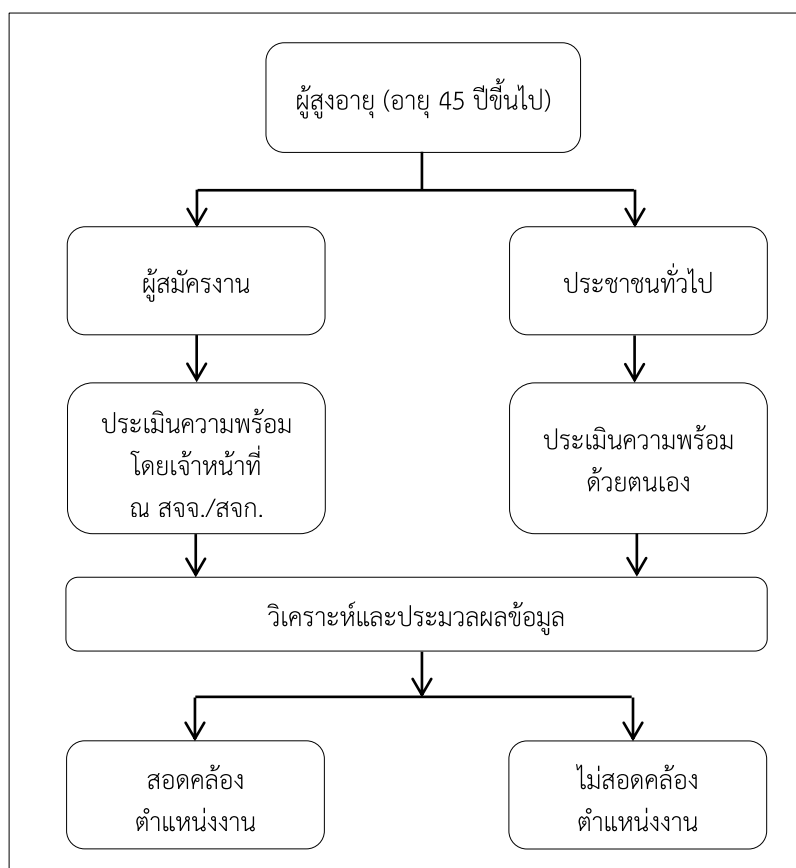 ผู้สูงอายุ (อายุ 45 ปีขึ้นไป)
ผู้สมัครงาน
ประชาชนทั่วไป
ประเมินความพร้อม
โดยเจ้าหน้าที่
ณ สจจ./สจก.
ประเมินความพร้อม
ด้วยตนเอง
วิเคราะห์และประมวลผลข้อมูล
สอดคล้อง
ตำแหน่งงาน
ไม่สอดคล้อง
ตำแหน่งงาน